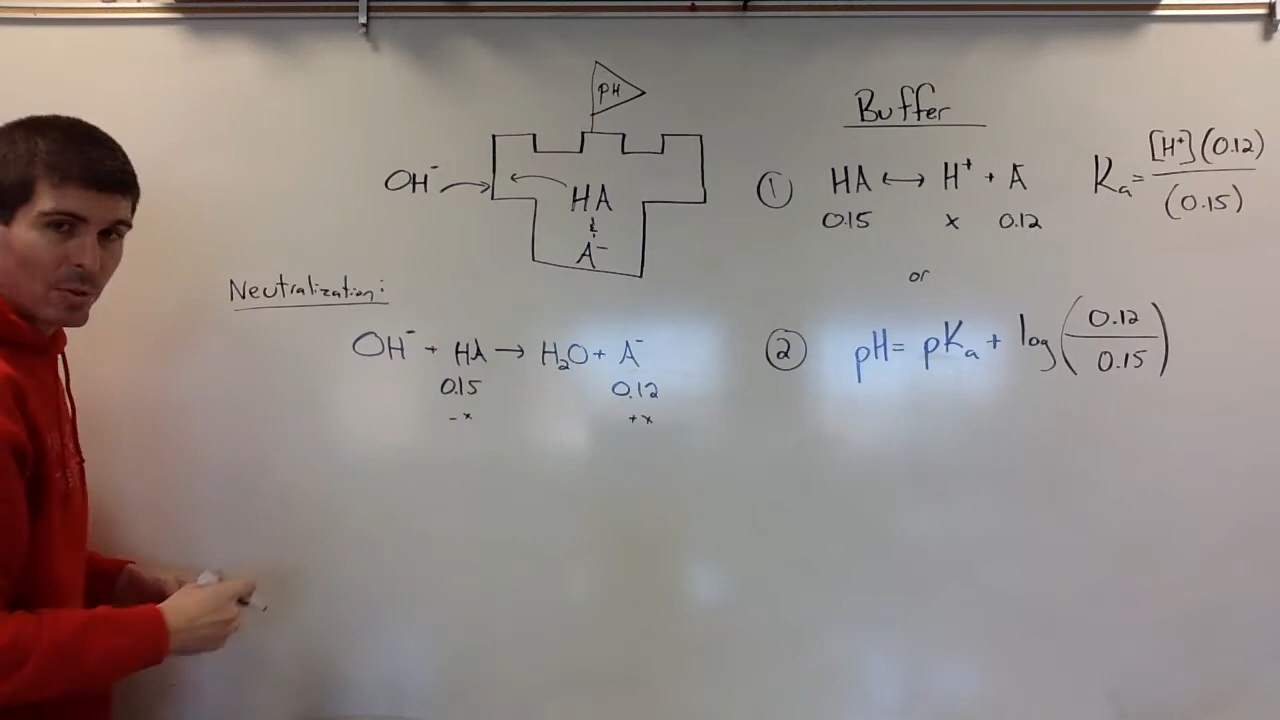 pH
OH⁻
HA
&
A⁻
Neutralization:
OH⁻ + HA → H₂O + A⁻
0.15 0.12
-x +x
Buffer
① HA ↔ H⁺ + A
0.15 x 0.12
Kₐ = [H⁺](0.12) / (0.15)
or
② pH = pKₐ + log(0.12 / 0.15)